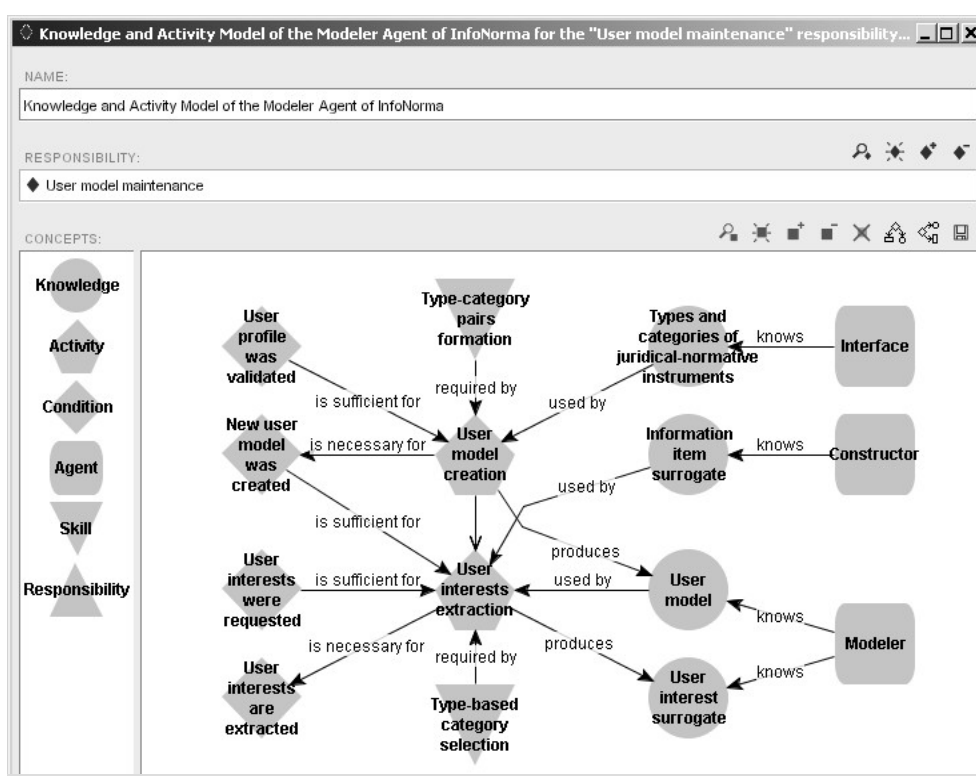 Knowledge and Activity Model of the Modeler Agent of InfoNorma for the "User model maintenance" responsibility...
NAME:
Knowledge and Activity Model of the Modeler Agent of InfoNorma
RESPONSIBILITY:
User model maintenance
CONCEPTS:
Knowledge
Activity
Condition
Agent
Skill
Responsibility
User
profile
was
validated
Type-category
pairs
formation
Types and
categories of
juridical-normative
instruments
knows
Interface
required by
is sufficient for
used by
New user
model
was
created
is necessary for
User
model
creation
Information
item
surrogate
knows
Constructor
used by
is sufficient for
produces
User
interests
were
requested
is sufficient for
User
interests
extraction
used by
User
model
knows
Modeler
is necessary for
required by
produces
knows
User
interests
are
extracted
Type-based
category
selection
User
interest
surrogate